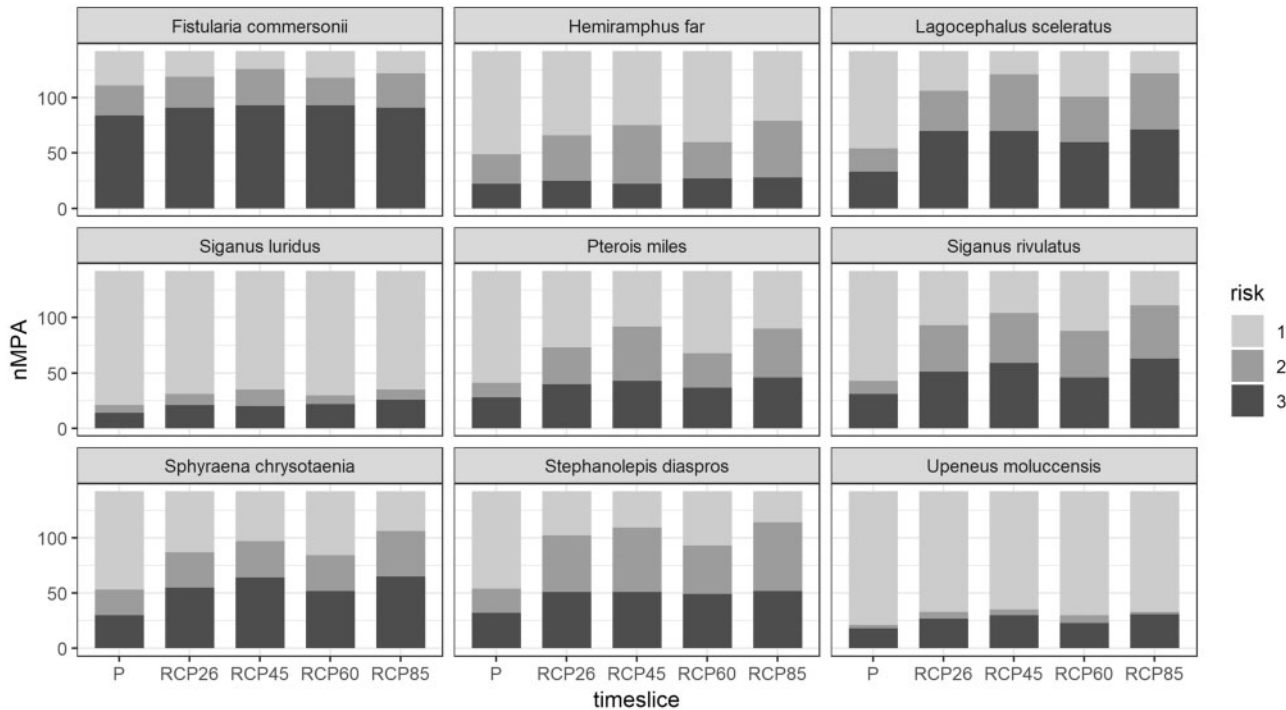 Fistularia commersonii
Hemiramphus far
Lagocephalus sceleratus
100
50
0
Siganus luridus
Pterois miles
Siganus rivulatus
100
50
0
nMPA
risk
1
2
3
Sphyraena chrysotaenia
Stephanolepis diaspros
Upeneus moluccensis
100
50
0
P RCP26 RCP45 RCP60 RCP85
P RCP26 RCP45 RCP60 RCP85
P RCP26 RCP45 RCP60 RCP85
timeslice